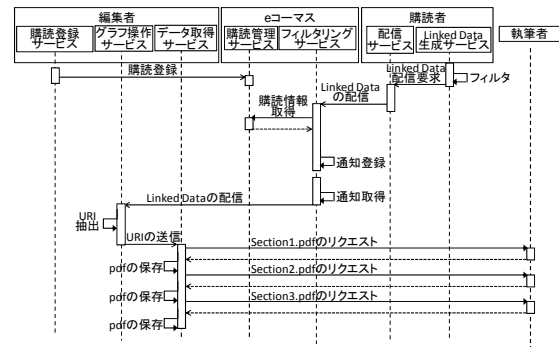 編集者
eコーマス
購読者
執筆者
購読登録
サービス
グラフ操作
サービス
データ取得
サービス
購読管理
サービス
フィルタリング
サービス
配信
サービス
Linked Data
生成サービス
購読登録
Linked Data
配信要求
フィルタ
Linked Data
の配信
購読情報
取得
通知登録
通知取得
Linked Dataの配信
URI
抽出
URIの送信
Section1.pdfのリクエスト
pdfの保存
Section2.pdfのリクエスト
pdfの保存
Section3.pdfのリクエスト
pdfの保存